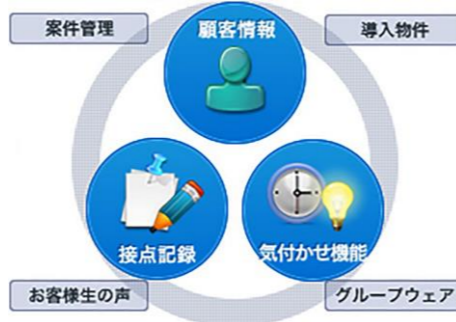 案件管理
顧客情報
導入物件
接点記録
気付かせ機能
お客様生の声
グループウェア